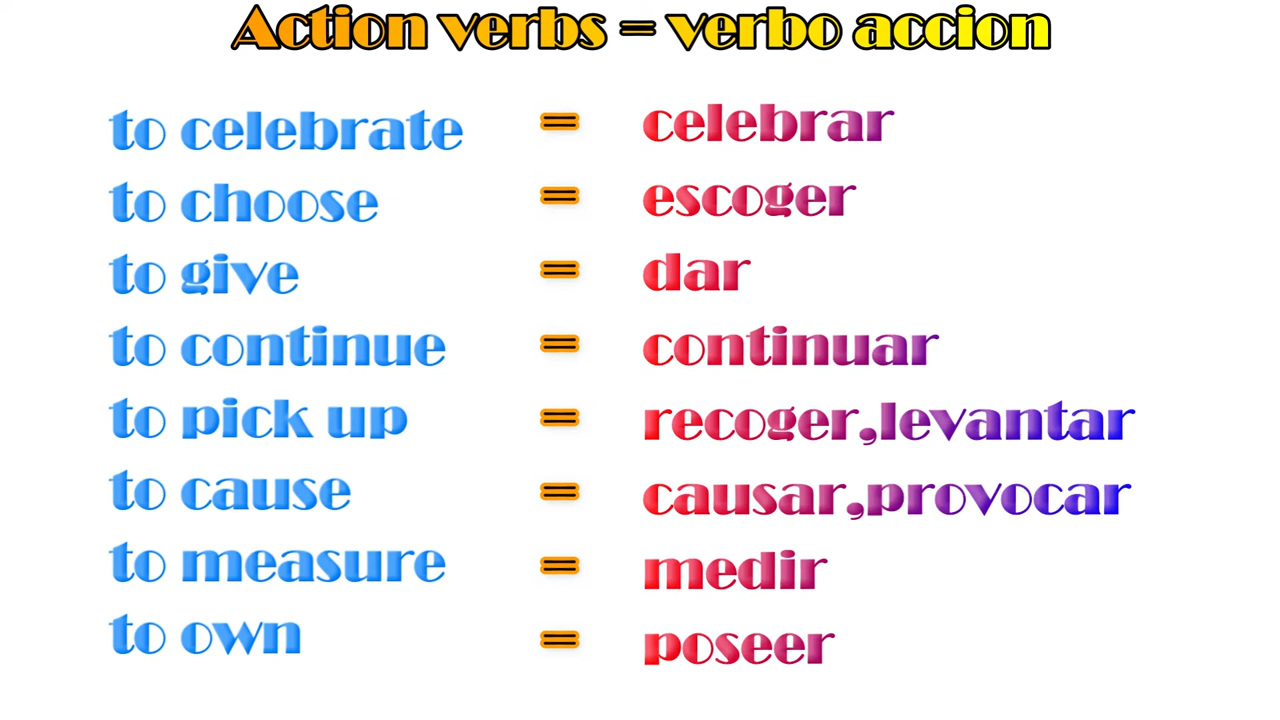 Action verbs = verbo accion
to celebrate = celebrar
to choose = escoger
to give = dar
to continue = continuar
to pick up = recoger,levantar
to cause = causar,provocar
to measure = medir
to own = poseer